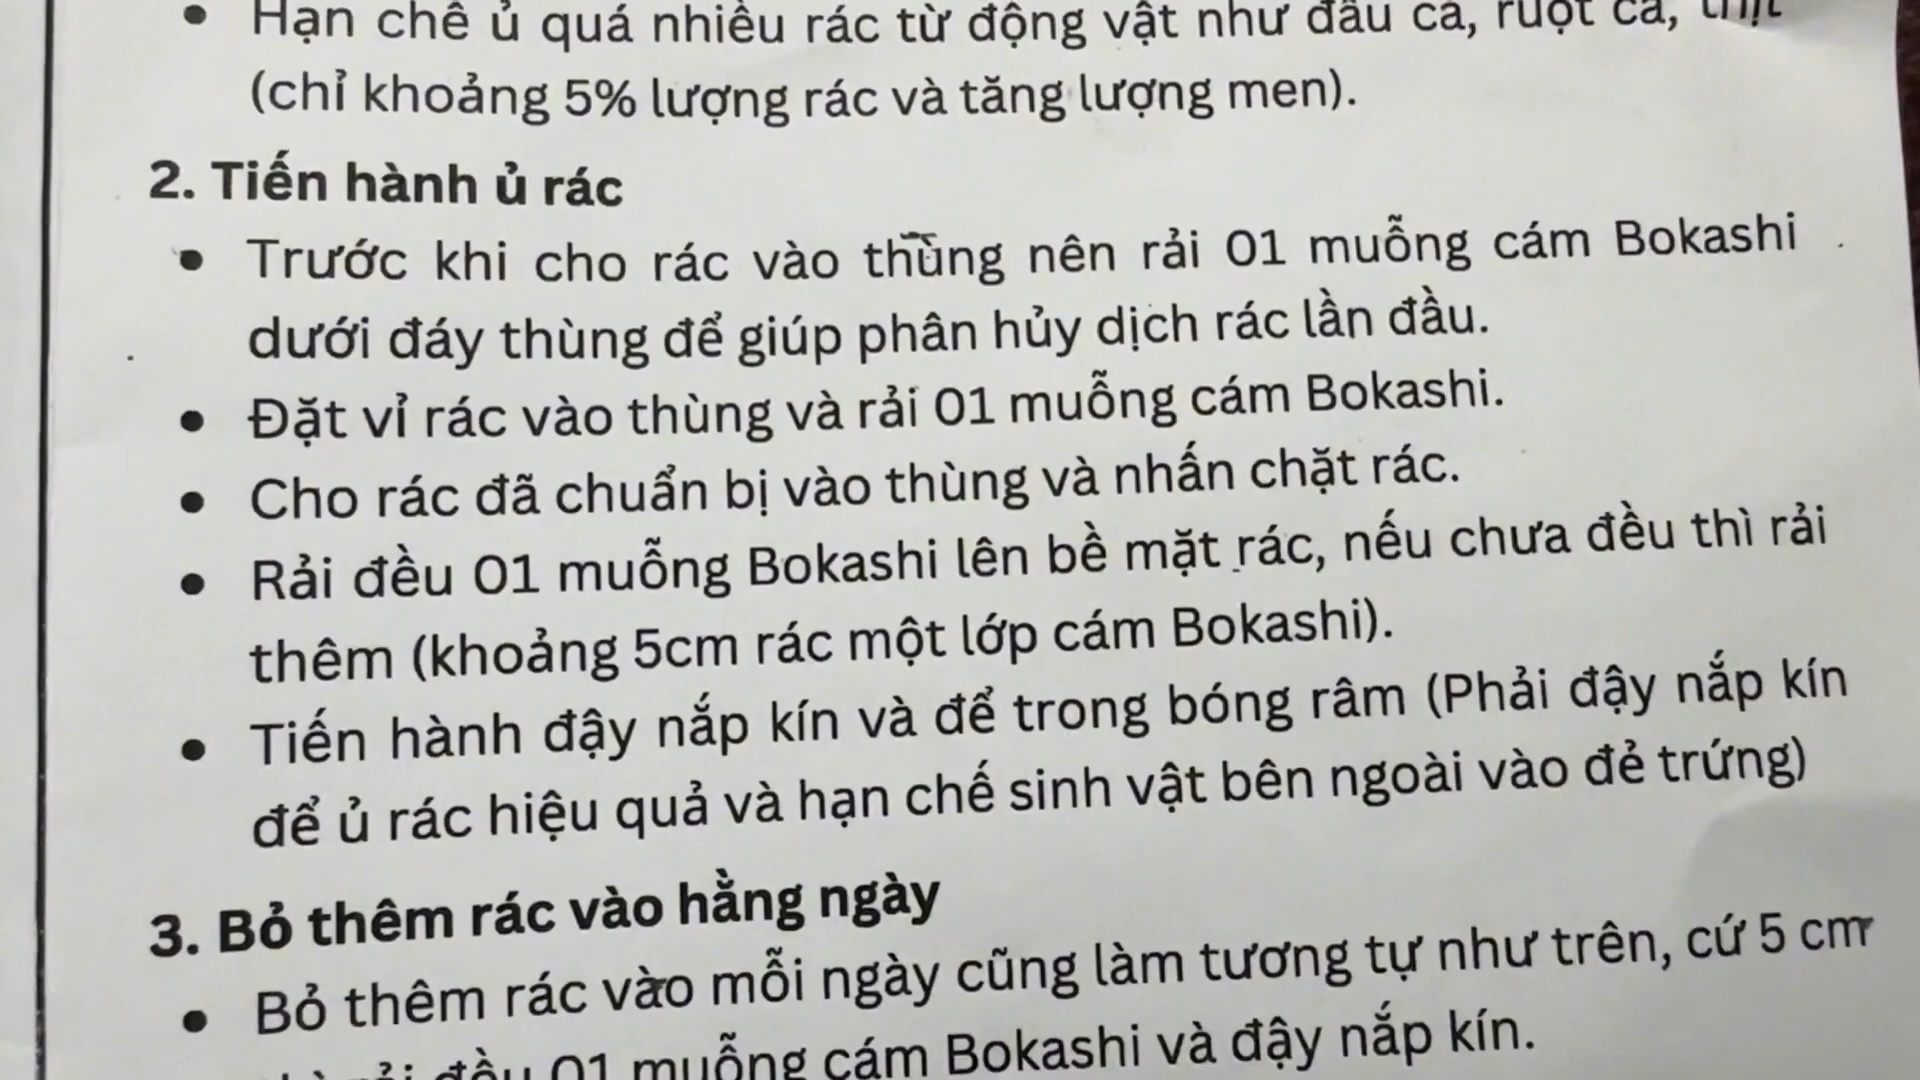 Hạn chế ủ quá nhiều rác từ động vật như đầu cá, ruột cá, thịt
(chỉ khoảng 5% lượng rác và tăng lượng men).
2. Tiến hành ủ rác
• Trước khi cho rác vào thùng nên rải 01 muỗng cám Bokashi
dưới đáy thùng để giúp phân hủy dịch rác lần đầu.
• Đặt vỉ rác vào thùng và rải 01 muỗng cám Bokashi.
• Cho rác đã chuẩn bị vào thùng và nhấn chặt rác.
• Rải đều 01 muỗng Bokashi lên bề mặt rác, nếu chưa đều thì rải
thêm (khoảng 5cm rác một lớp cám Bokashi).
• Tiến hành đậy nắp kín và để trong bóng râm (Phải đậy nắp kín
để ủ rác hiệu quả và hạn chế sinh vật bên ngoài vào đẻ trứng)
3. Bỏ thêm rác vào hằng ngày
• Bỏ thêm rác vào mỗi ngày cũng làm tương tự như trên, cứ 5 cm
thì rải đều 01 muỗng cám Bokashi và đậy nắp kín.